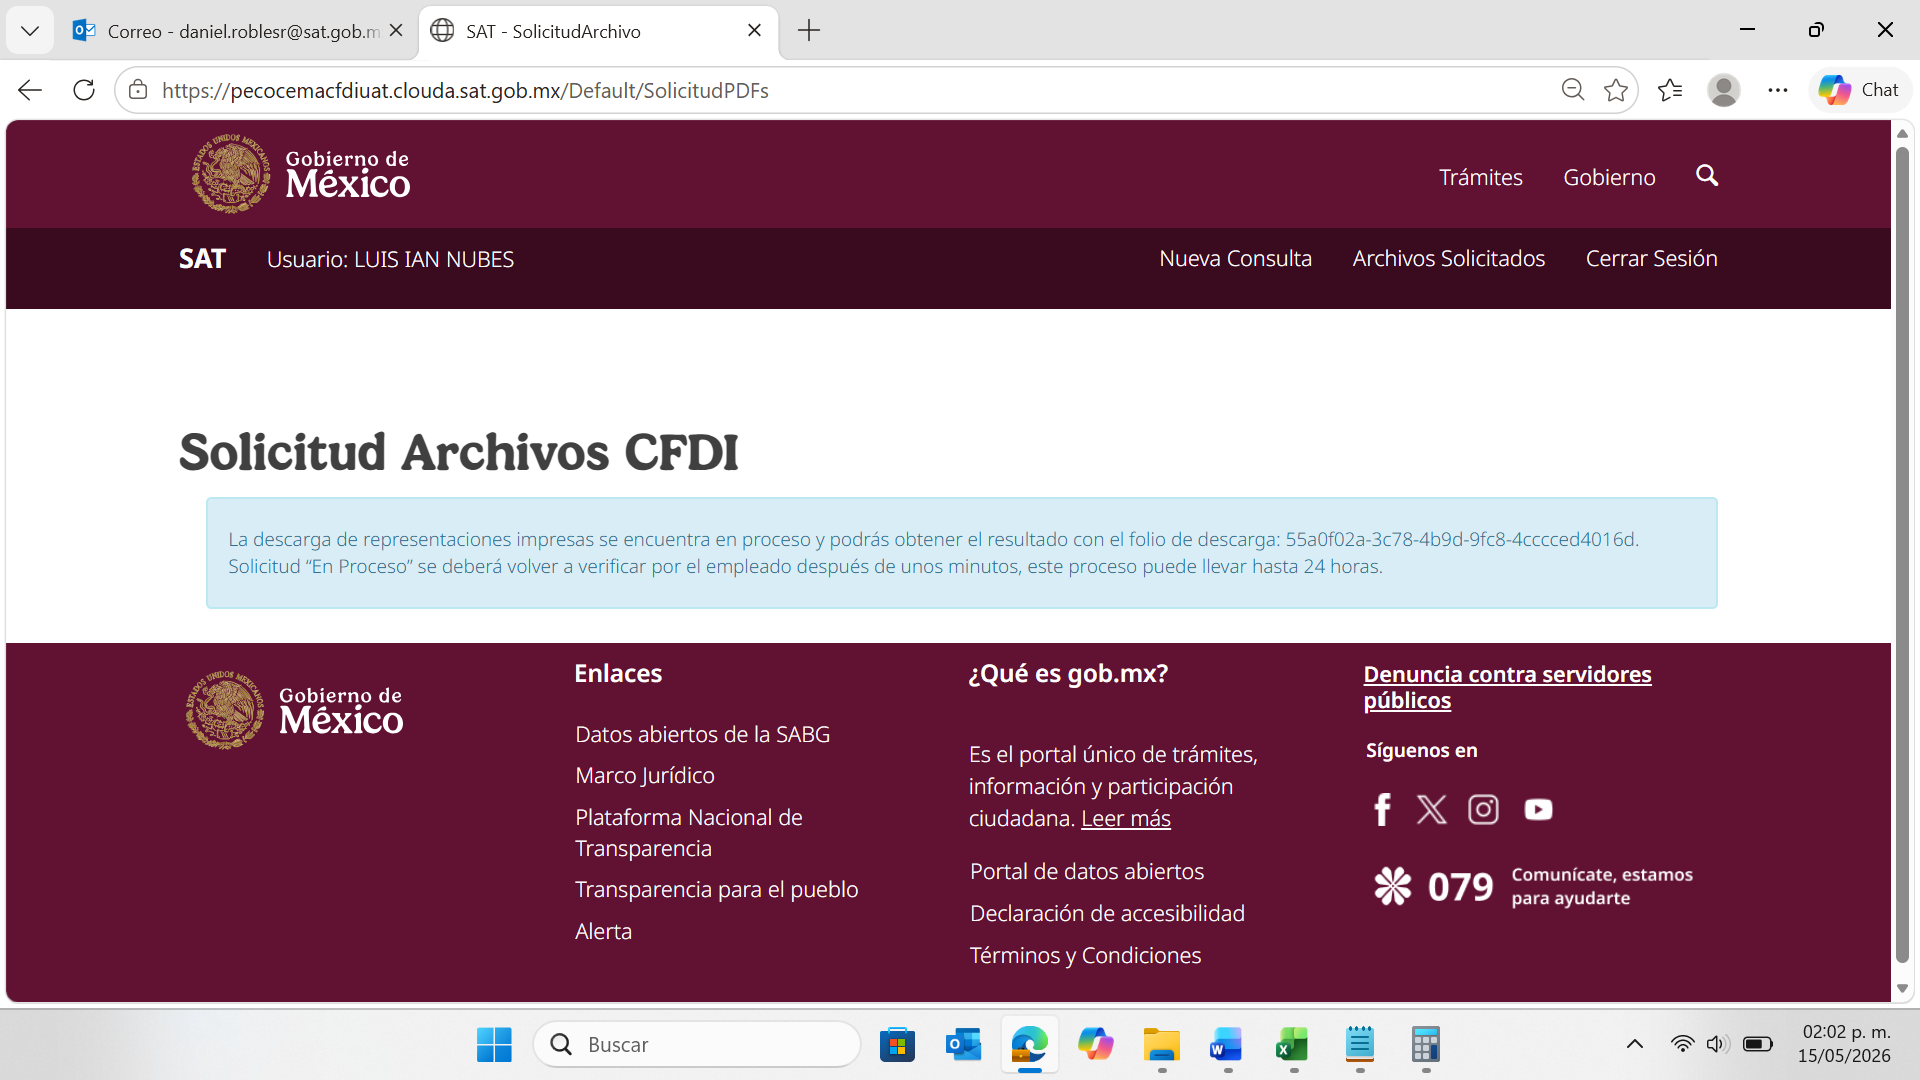 Correo - daniel.roblesr@sat.gob.m
SAT - SolicitudArchivo
https://pecocemacfdiuat.clouda.sat.gob.mx/Default/SolicitudPDFs
Chat
ESTADOS UNIDOS MEXICANOS
Gobierno de
México
Trámites
Gobierno
SAT
Usuario: LUIS IAN NUBES
Nueva Consulta
Archivos Solicitados
Cerrar Sesión
Solicitud Archivos CFDI
La descarga de representaciones impresas se encuentra en proceso y podrás obtener el resultado con el folio de descarga: 55a0f02a-3c78-4b9d-9fc8-4cccced4016d.
Solicitud “En Proceso” se deberá volver a verificar por el empleado después de unos minutos, este proceso puede llevar hasta 24 horas.
ESTADOS UNIDOS MEXICANOS
Gobierno de
México
Enlaces
Datos abiertos de la SABG
Marco Jurídico
Plataforma Nacional de
Transparencia
Transparencia para el pueblo
Alerta
¿Qué es gob.mx?
Es el portal único de trámites,
información y participación
ciudadana. Leer más
Portal de datos abiertos
Declaración de accesibilidad
Términos y Condiciones
Denuncia contra servidores
públicos
Síguenos en
079
Comunícate, estamos
para ayudarte
Buscar
02:02 p. m.
15/05/2026